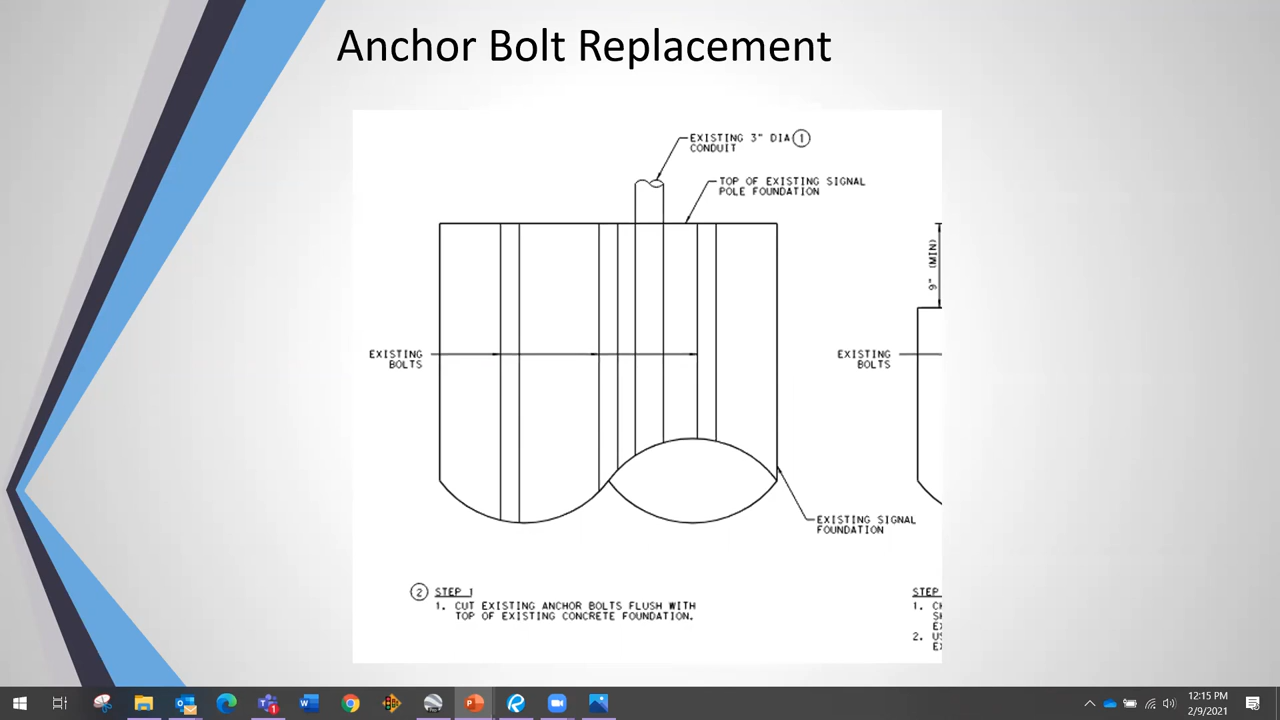 Anchor Bolt Replacement
EXISTING 3" DIA 1
CONDUIT
TOP OF EXISTING SIGNAL
POLE FOUNDATION
9" (MIN)
EXISTING
BOLTS
EXISTING
BOLTS
EXISTING SIGNAL
FOUNDATION
2 STEP 1
1. CUT EXISTING ANCHOR BOLTS FLUSH WITH
TOP OF EXISTING CONCRETE FOUNDATION.
STEP
1.
2.
12:15 PM
2/9/2021